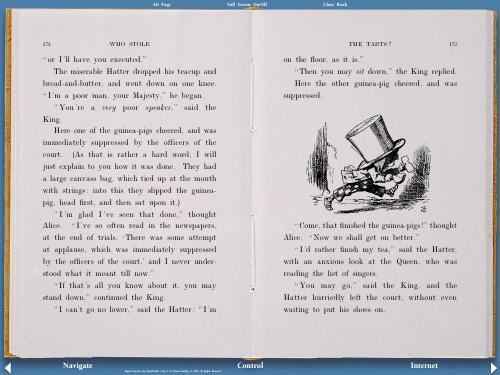 Fit Page
Full Screen On/Off
Close Book
172
WHO STOLE
"or I'll have you executed."
The miserable Hatter dropped his teacup and
bread-and-butter, and went down on one knee.
"I'm a poor man, your Majesty," he began.
"You're a very poor speaker," said the
King.
Here one of the guinea-pigs cheered, and was
immediately suppressed by the officers of the
court. (As that is rather a hard word, I will
just explain to you how it was done. They had
a large canvas bag, which tied up at the mouth
with strings: into this they slipped the guinea-
pig, head first, and then sat upon it.)
"I'm glad I've seen that done," thought
Alice. "I've so often read in the newspapers,
at the end of trials, 'There was some attempt
at applause, which was immediately suppressed
by the officers of the court,' and I never under-
stood what it meant till now."
"If that's all you know about it, you may
stand down," continued the King.
"I can't go no lower," said the Hatter: "I'm
THE TARTS?
173
on the floor, as it is."
"Then you may sit down," the King replied.
Here the other guinea-pig cheered, and was
suppressed.
"Come, that finished the guinea-pigs!" thought
Alice. "Now we shall get on better."
"I'd rather finish my tea," said the Hatter,
with an anxious look at the Queen, who was
reading the list of singers.
"You may go," said the King, and the
Hatter hurriedly left the court, without even
waiting to put his shoes on.
Navigate
Control
Internet